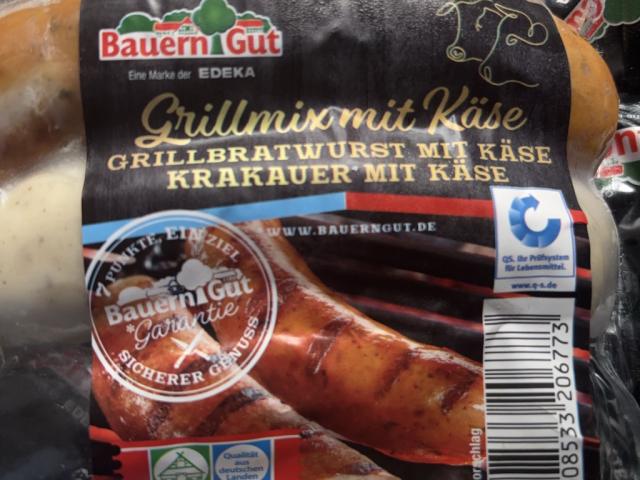 Bauern Gut
Eine Marke der EDEKA
Grillmix mit Käse
GRILLBRATWURST MIT KÄSE
KRAKAUER MIT KÄSE
WWW.BAUERNGUT.DE
QS. Ihr Prüfsystem
für Lebensmittel.
www.q-s.de
7 PUNKTE, EIN ZIEL
Bauern Gut
*Garantie
SICHERER GENUSS
Qualität
aus
deutschen
Landen
08533 206773